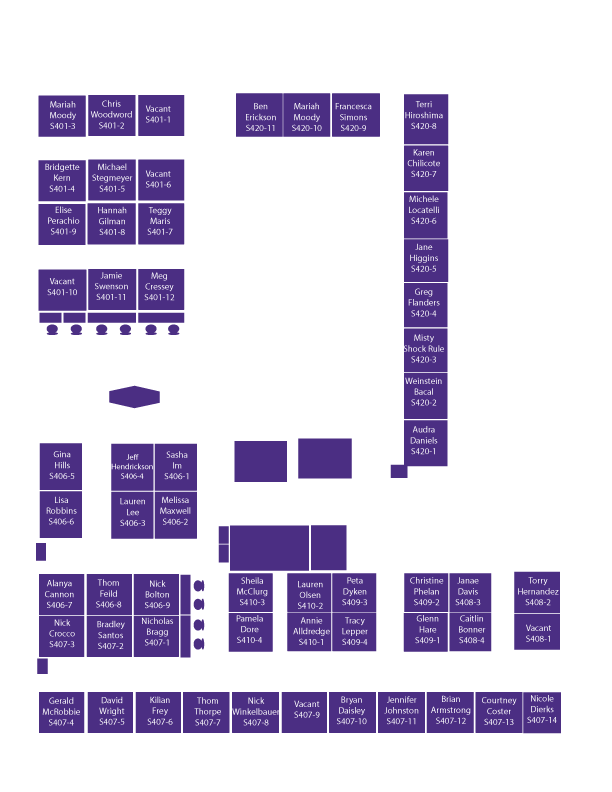 Mariah
Moody
S401-3
Chris
Woodword
S401-2
Vacant
S401-1
Ben
Erickson
S420-11
Mariah
Moody
S420-10
Francesca
Simons
S420-9
Terri
Hiroshima
S420-8
Karen
Chilicote
S420-7
Bridgette
Kern
S401-4
Michael
Stegmeyer
S401-5
Vacant
S401-6
Michele
Locatelli
S420-6
Elise
Perachio
S401-9
Hannah
Gilman
S401-8
Teggy
Maris
S401-7
Jane
Higgins
S420-5
Vacant
S401-10
Jamie
Swenson
S401-11
Meg
Cressey
S401-12
Greg
Flanders
S420-4
Misty
Shock Rule
S420-3
Weinstein
Bacal
S420-2
Audra
Daniels
S420-1
Gina
Hills
S406-5
Jeff
Hendrickson
S406-4
Sasha
Im
S406-1
Lisa
Robbins
S406-6
Lauren
Lee
S406-3
Melissa
Maxwell
S406-2
Alanya
Cannon
S406-7
Thom
Feild
S406-8
Nick
Bolton
S406-9
Sheila
McClurg
S410-3
Lauren
Olsen
S410-2
Peta
Dyken
S409-3
Christine
Phelan
S409-2
Janae
Davis
S408-3
Torry
Hernandez
S408-2
Nick
Crocco
S407-3
Bradley
Santos
S407-2
Nicholas
Bragg
S407-1
Pamela
Dore
S410-4
Annie
Alldredge
S410-1
Tracy
Lepper
S409-4
Glenn
Hare
S409-1
Caitlin
Bonner
S408-4
Vacant
S408-1
Gerald
McRobbie
S407-4
David
Wright
S407-5
Kilian
Frey
S407-6
Thom
Thorpe
S407-7
Nick
Winkelbauer
S407-8
Vacant
S407-9
Bryan
Daisley
S407-10
Jennifer
Johnston
S407-11
Brian
Armstrong
S407-12
Courtney
Coster
S407-13
Nicole
Dierks
S407-14